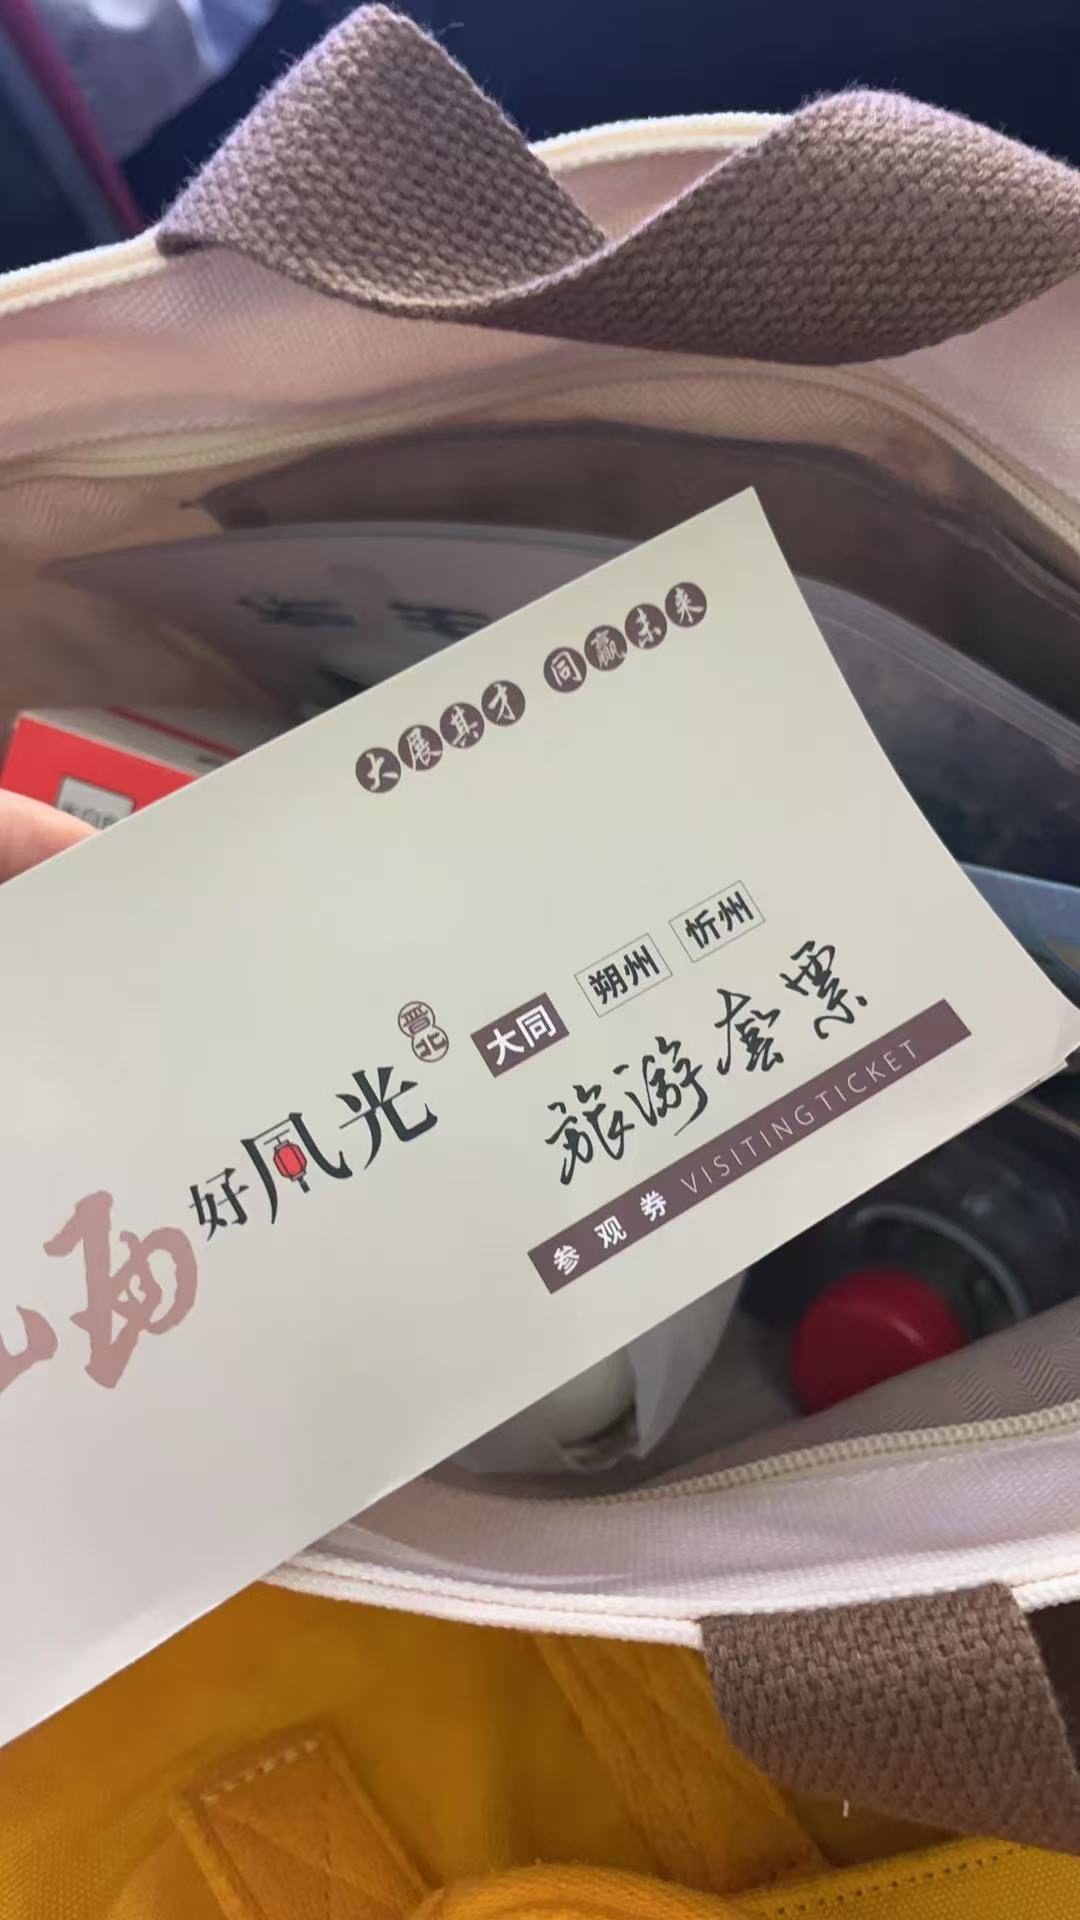 大展其才 同赢未来
大同 朔州 忻州
晋北
山西好风光
旅游套票
参观券 VISITING TICKET